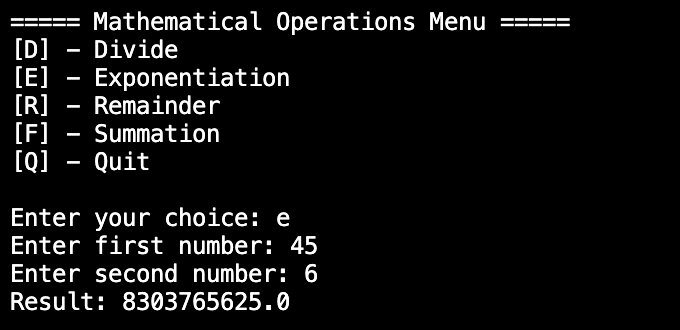 ===== Mathematical Operations Menu =====
[D] - Divide
[E] - Exponentiation
[R] - Remainder
[F] - Summation
[Q] - Quit
Enter your choice: e
Enter first number: 45
Enter second number: 6
Result: 8303765625.0